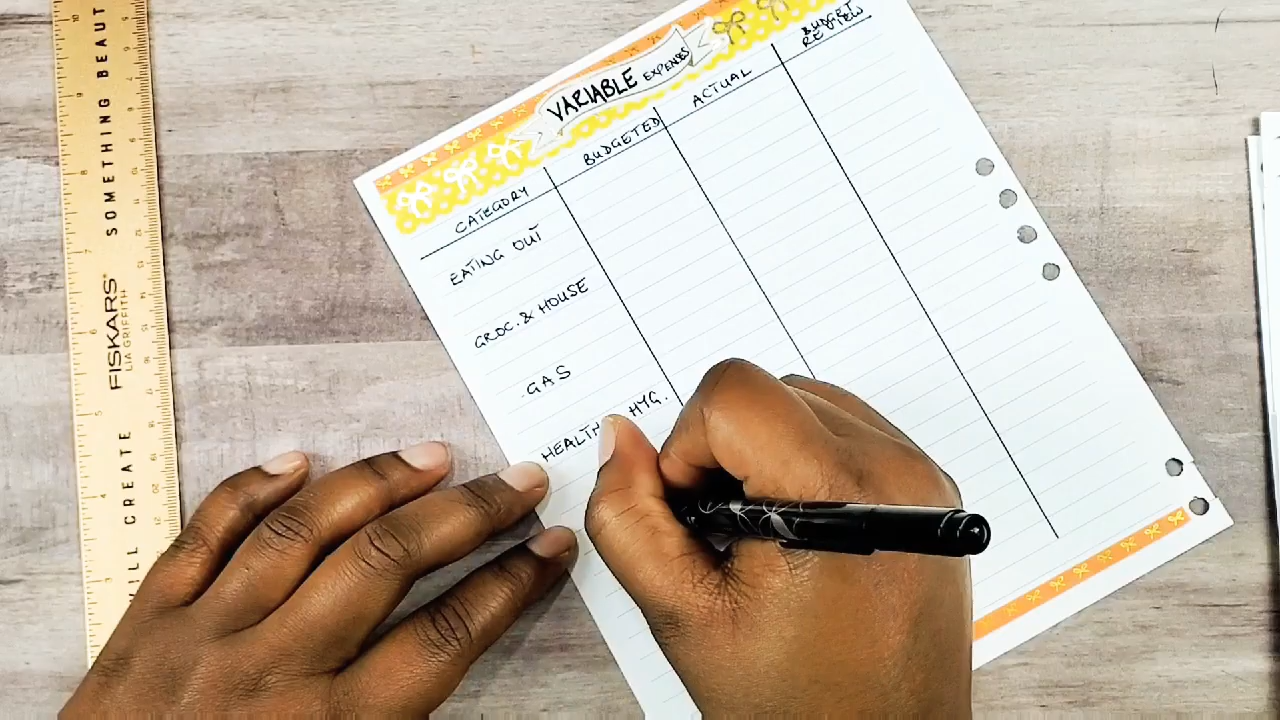 VARIABLE EXPENSES
CATEGORY BUDGETED ACTUAL BUDGET REVIEW
EATING OUT
GROC. & HOUSE
GAS
HEALTH HYG.
WILL CREATE SOMETHING BEAUT
FISKARS®
LIA GRIFFITH